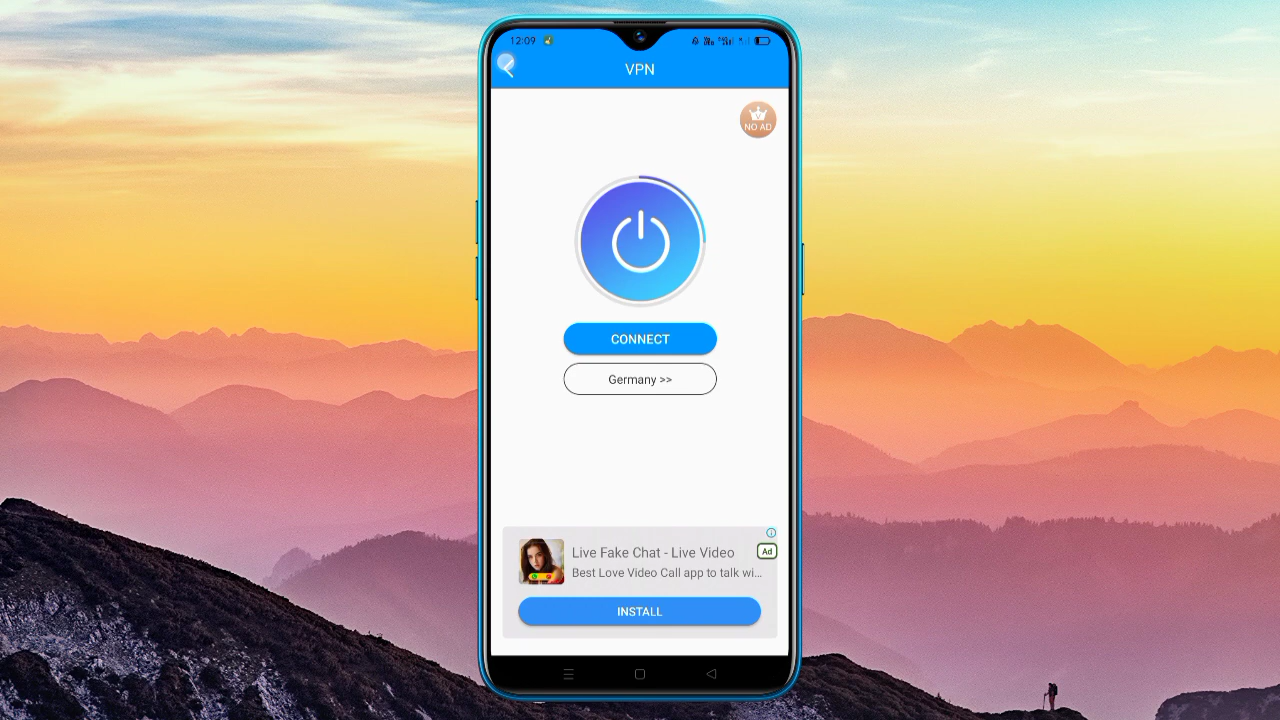 12:09
VPN
NO AD
CONNECT
Germany >>
Live Fake Chat - Live Video
Ad
Best Love Video Call app to talk wi...
INSTALL